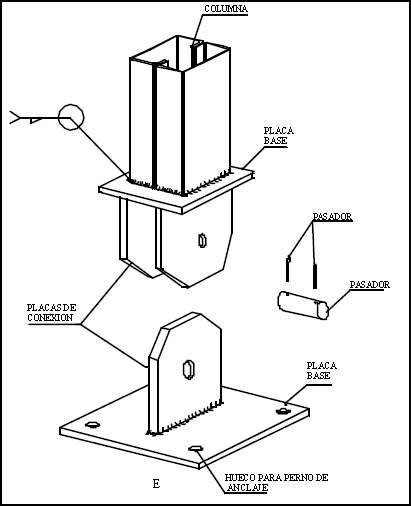 COLUMNA
PLACA
BASE
PASADOR
PASADOR
PLACAS DE
CONEXION
PLACA
BASE
HUECO PARA PERNO DE
ANCLAJE
E